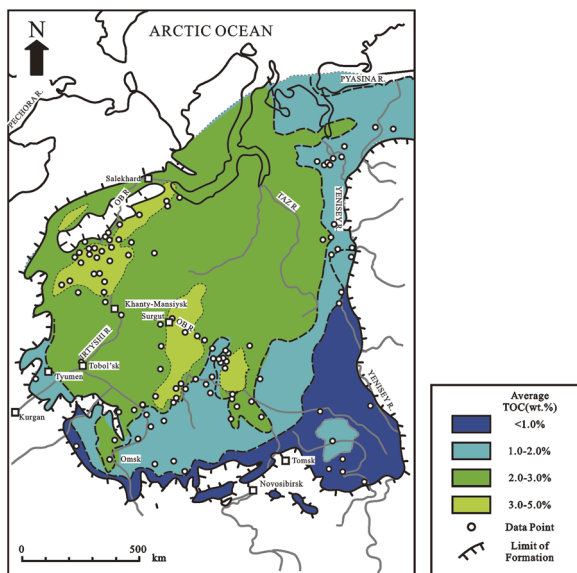 N
ARCTIC OCEAN
PYASINA R.
PECHORA R.
Salekhard
OB R.
TAZ R.
YENISEY R.
Khanty-Mansiysk
Surgut
OB R.
IRTYSHI R.
Tobol'sk
Tyumen
YENISEY R.
Kurgan
Omsk
Tomsk
Novosibirsk
0
500
km
Average
TOC(wt.%)
<1.0%
1.0-2.0%
2.0-3.0%
3.0-5.0%
Data Point
Limit of
Formation